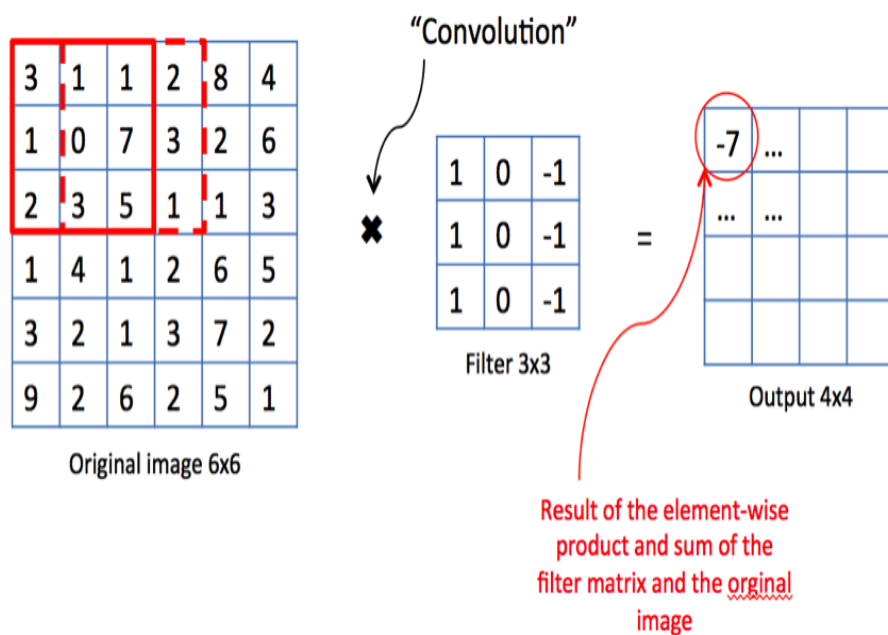 “Convolution”
3 1 1 2 8 4
1 0 7 3 2 6
2 3 5 1 1 3
1 4 1 2 6 5
3 2 1 3 7 2
9 2 6 2 5 1
Original image 6x6
✖
1 0 -1
1 0 -1
1 0 -1
Filter 3x3
=
-7 ...
... ...
Output 4x4
Result of the element-wise
product and sum of the
filter matrix and the orginal
image